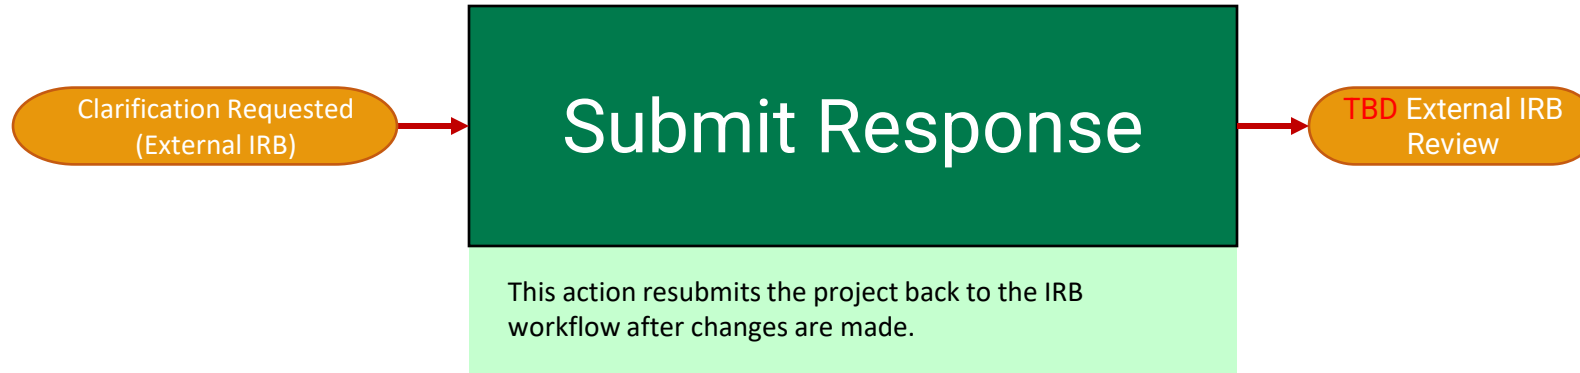 Clarification Requested
(External IRB)
Submit Response
TBD External IRB
Review
This action resubmits the project back to the IRB
workflow after changes are made.